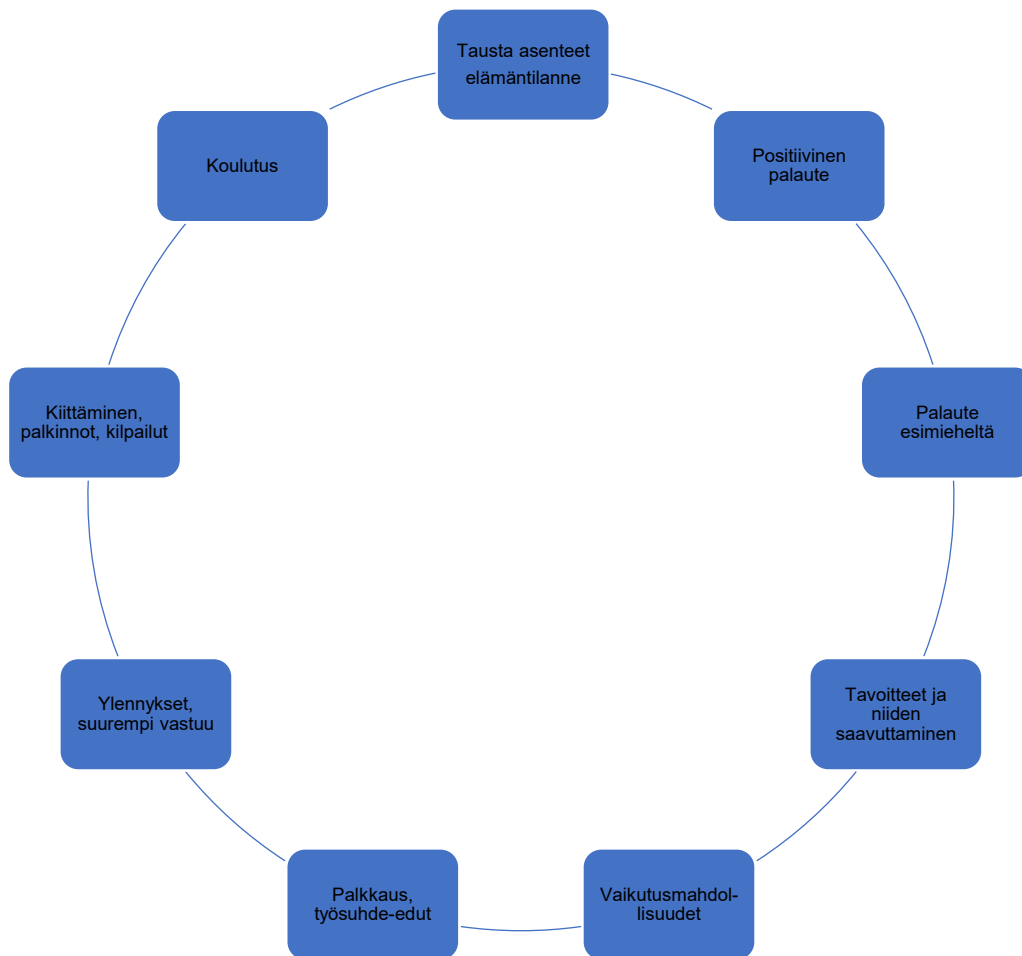 Tausta asenteet
elämäntilanne
Positiivinen
palaute
Palaute
esimieheltä
Tavoitteet ja
niiden
saavuttaminen
Vaikutusmahdol-
lisuudet
Palkkaus,
työsuhde-edut
Ylennykset,
suurempi vastuu
Kiittäminen,
palkinnot, kilpailut
Koulutus